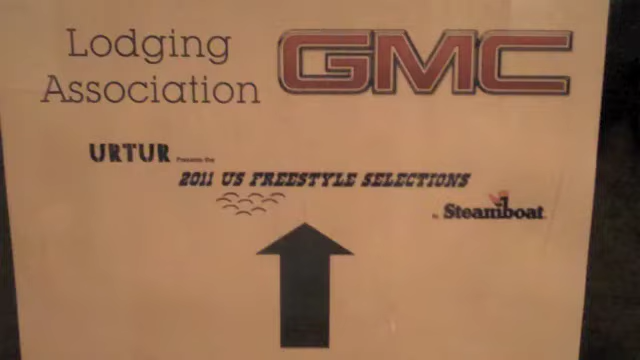 Lodging
Association
GMC
URTUR Presents the
2011 US FREESTYLE SELECTIONS
Steamboat